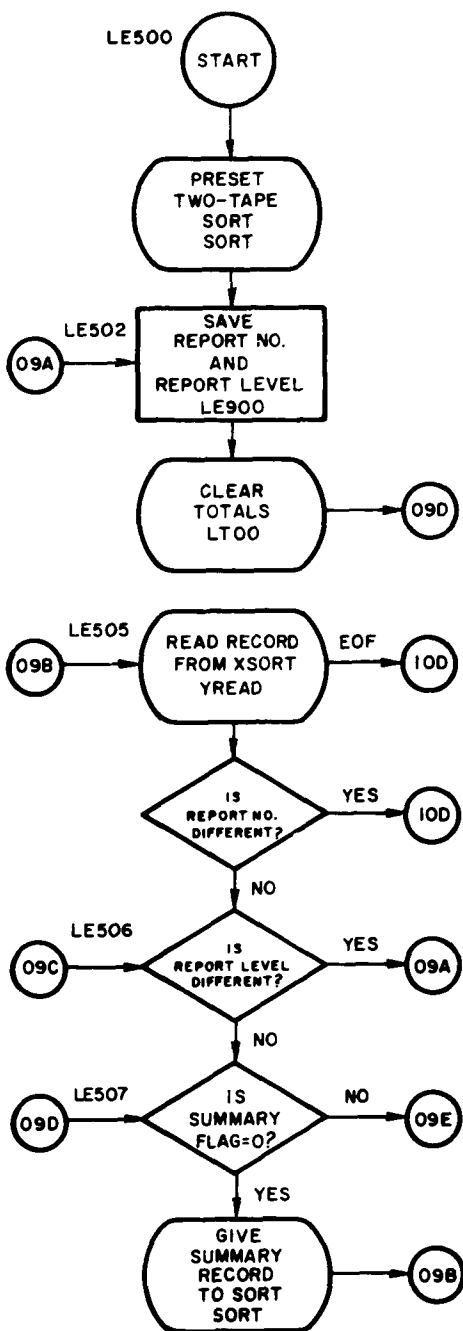 LE500
START
PRESET
TWO-TAPE
SORT
SORT
LE502
09A
SAVE
REPORT NO.
AND
REPORT LEVEL
LE900
CLEAR
TOTALS
LT00
09D
LE505
09B
READ RECORD
FROM XSORT
YREAD
EOF
10D
IS
REPORT NO.
DIFFERENT?
YES
10D
NO
LE506
09C
IS
REPORT LEVEL
DIFFERENT?
YES
09A
NO
LE507
09D
IS
SUMMARY
FLAG=0?
NO
09E
YES
GIVE
SUMMARY
RECORD
TO SORT
SORT
09B